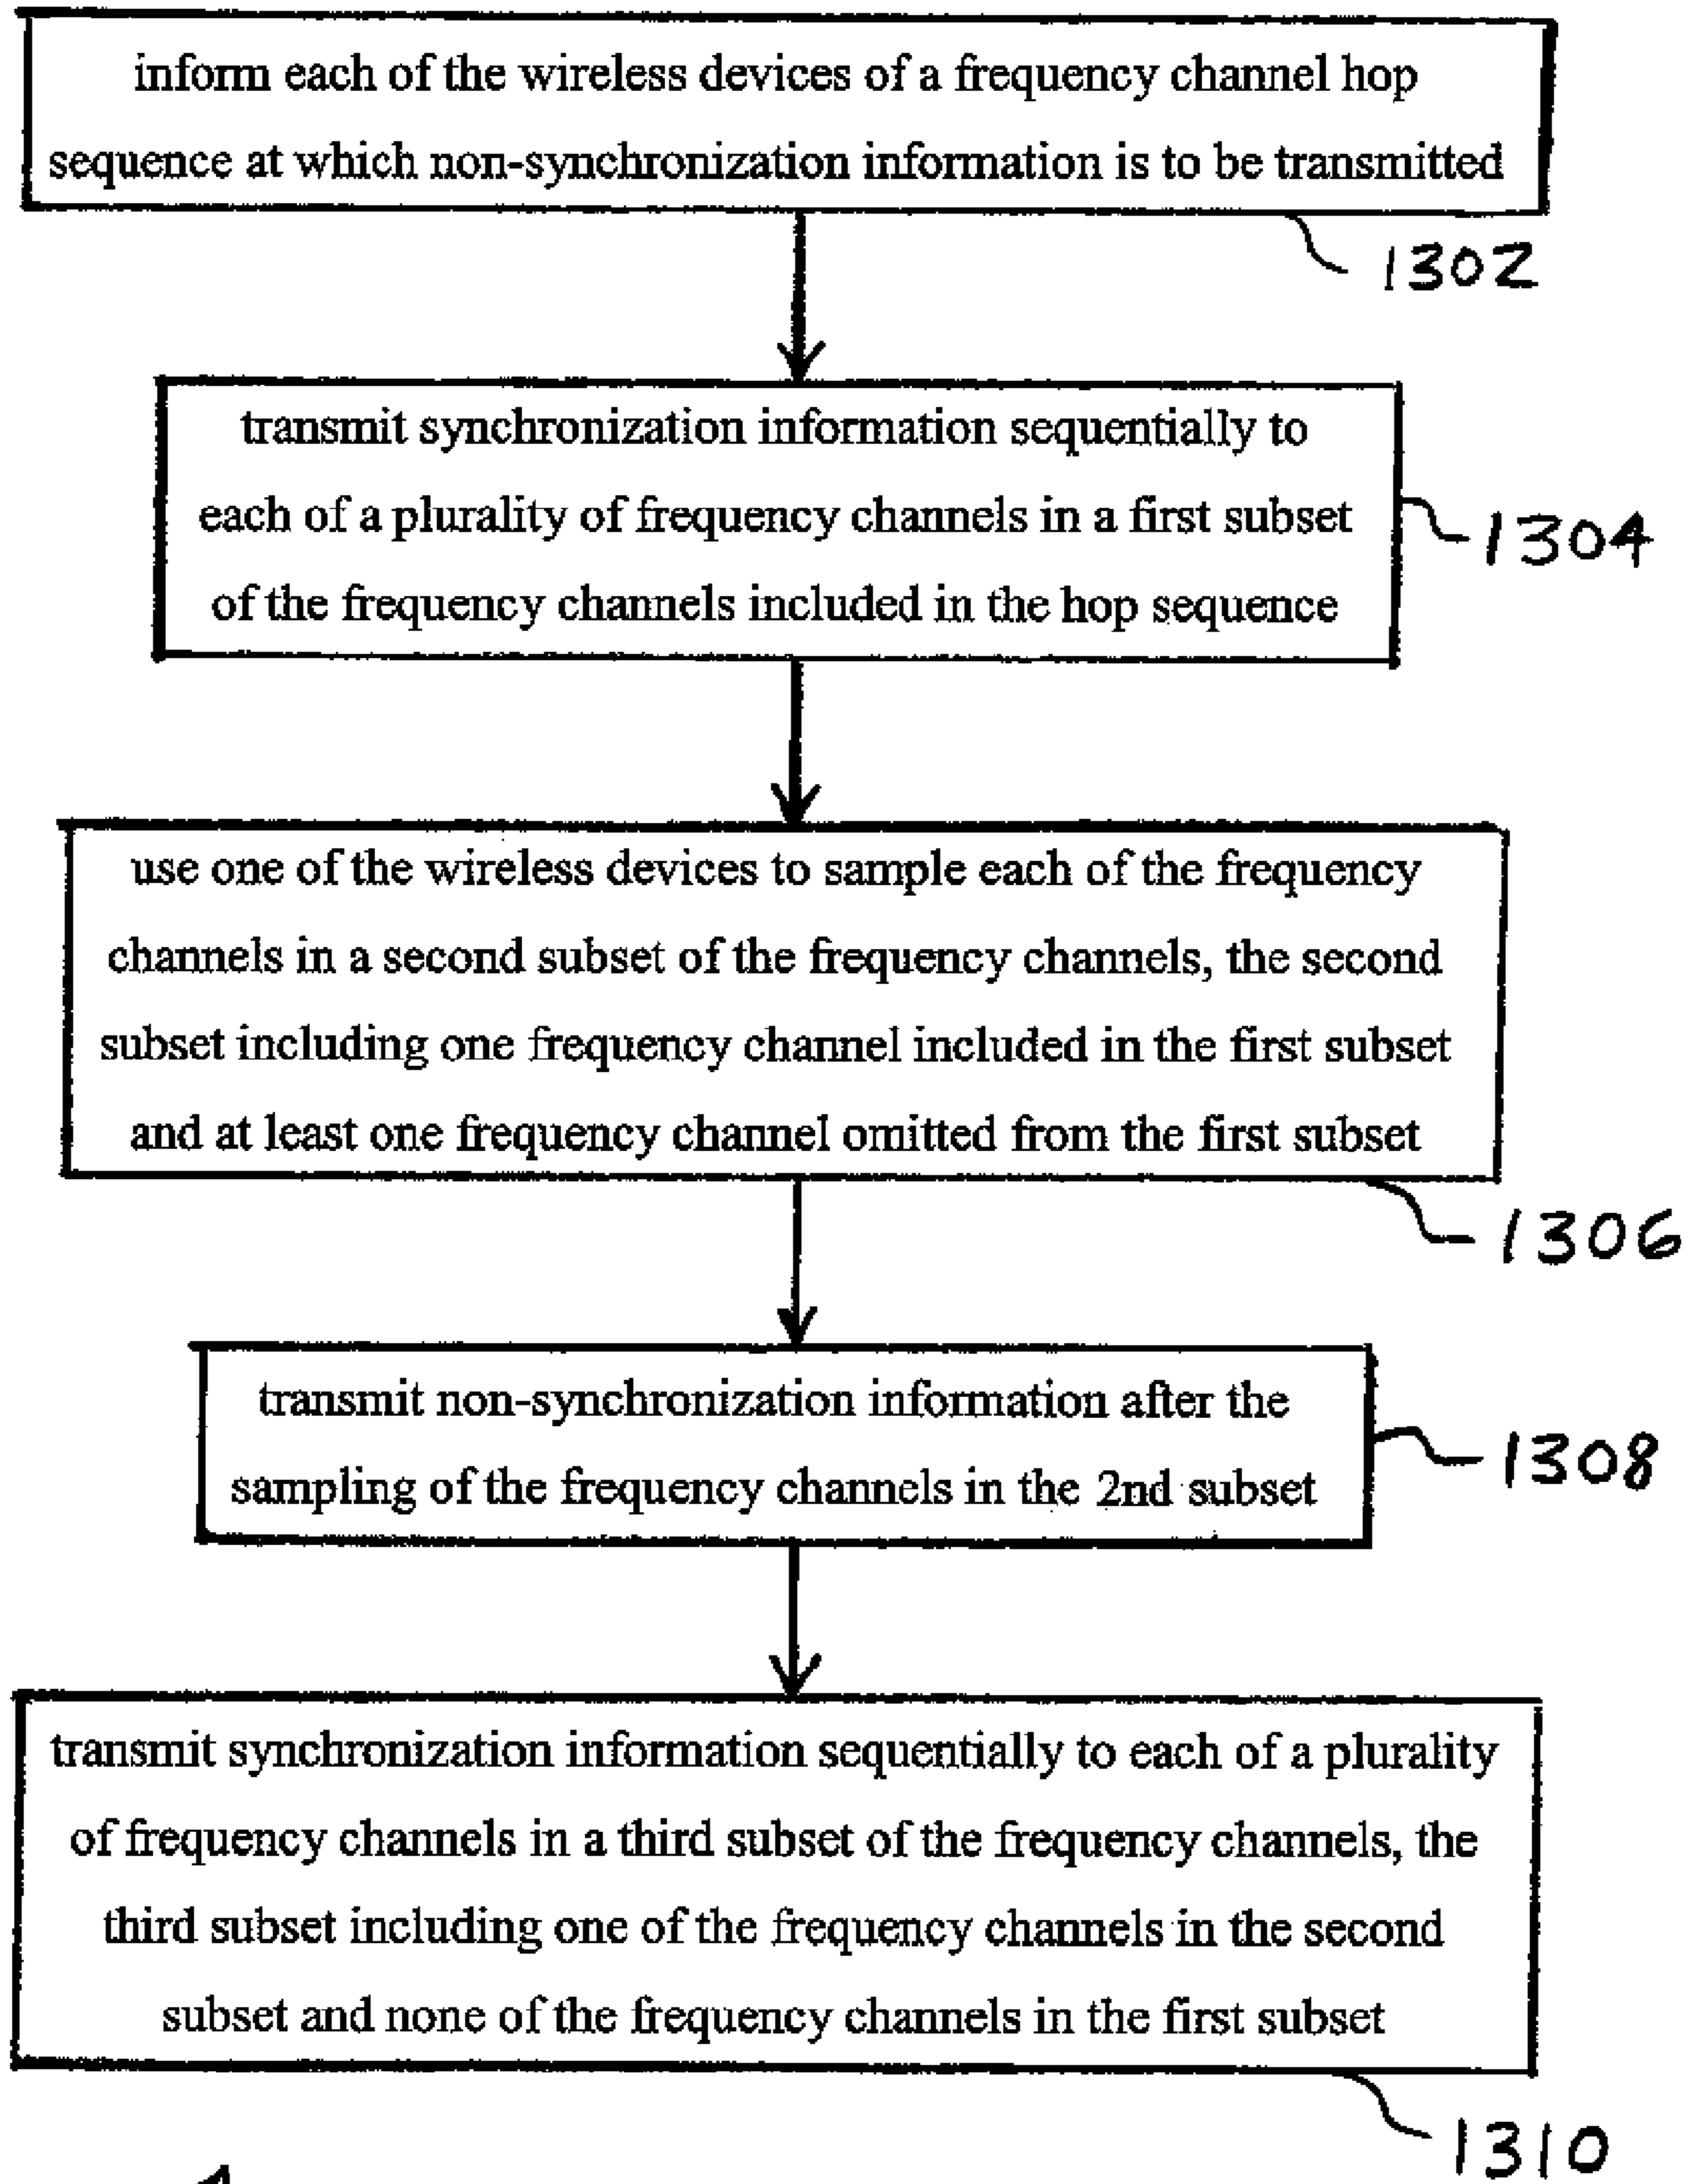 inform each of the wireless devices of a frequency channel hop
sequence at which non-synchronization information is to be transmitted
1302
transmit synchronization information sequentially to
each of a plurality of frequency channels in a first subset
of the frequency channels included in the hop sequence
1304
use one of the wireless devices to sample each of the frequency
channels in a second subset of the frequency channels, the second
subset including one frequency channel included in the first subset
and at least one frequency channel omitted from the first subset
1306
transmit non-synchronization information after the
sampling of the frequency channels in the 2nd subset
1308
transmit synchronization information sequentially to each of a plurality
of frequency channels in a third subset of the frequency channels, the
third subset including one of the frequency channels in the second
subset and none of the frequency channels in the first subset
1310